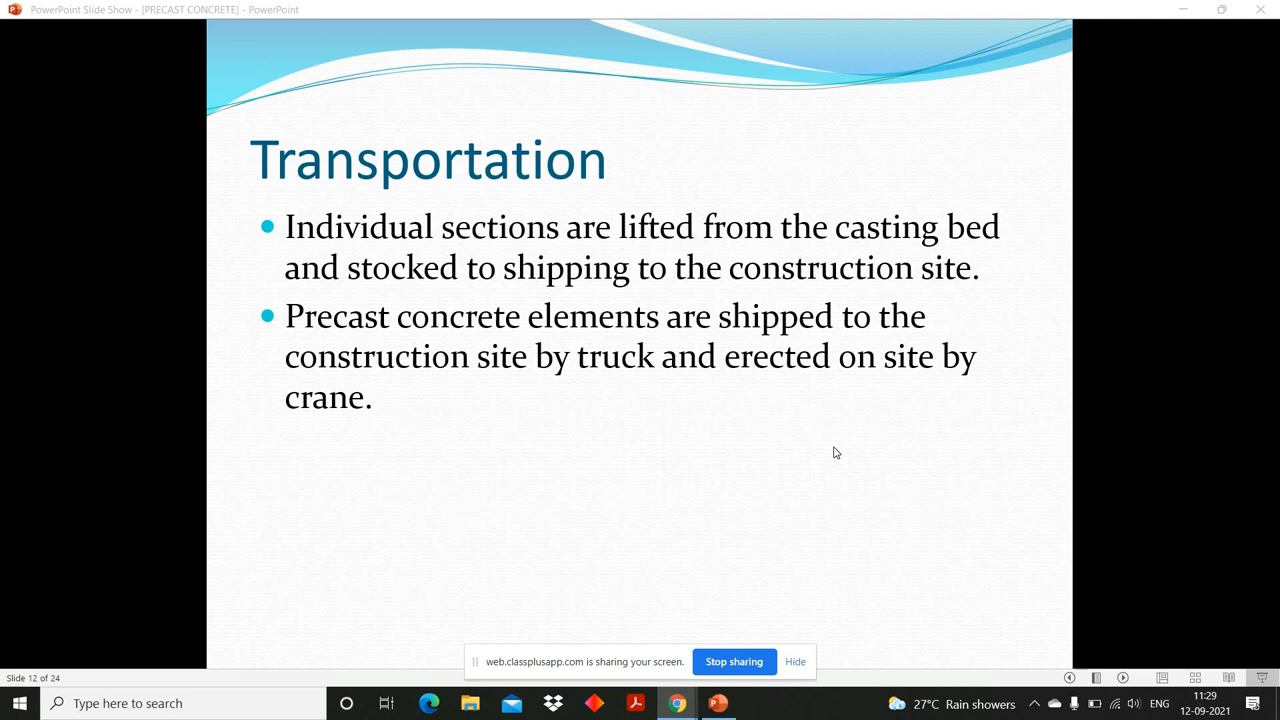 PowerPoint Slide Show - [PRECAST CONCRETE] - PowerPoint
Transportation
Individual sections are lifted from the casting bed
and stocked to shipping to the construction site.
Precast concrete elements are shipped to the
construction site by truck and erected on site by
crane.
web.classplusapp.com is sharing your screen.
Stop sharing
Hide
Slide 12 of 24
Type here to search
27°C Rain showers
ENG
11:29
12-09-2021